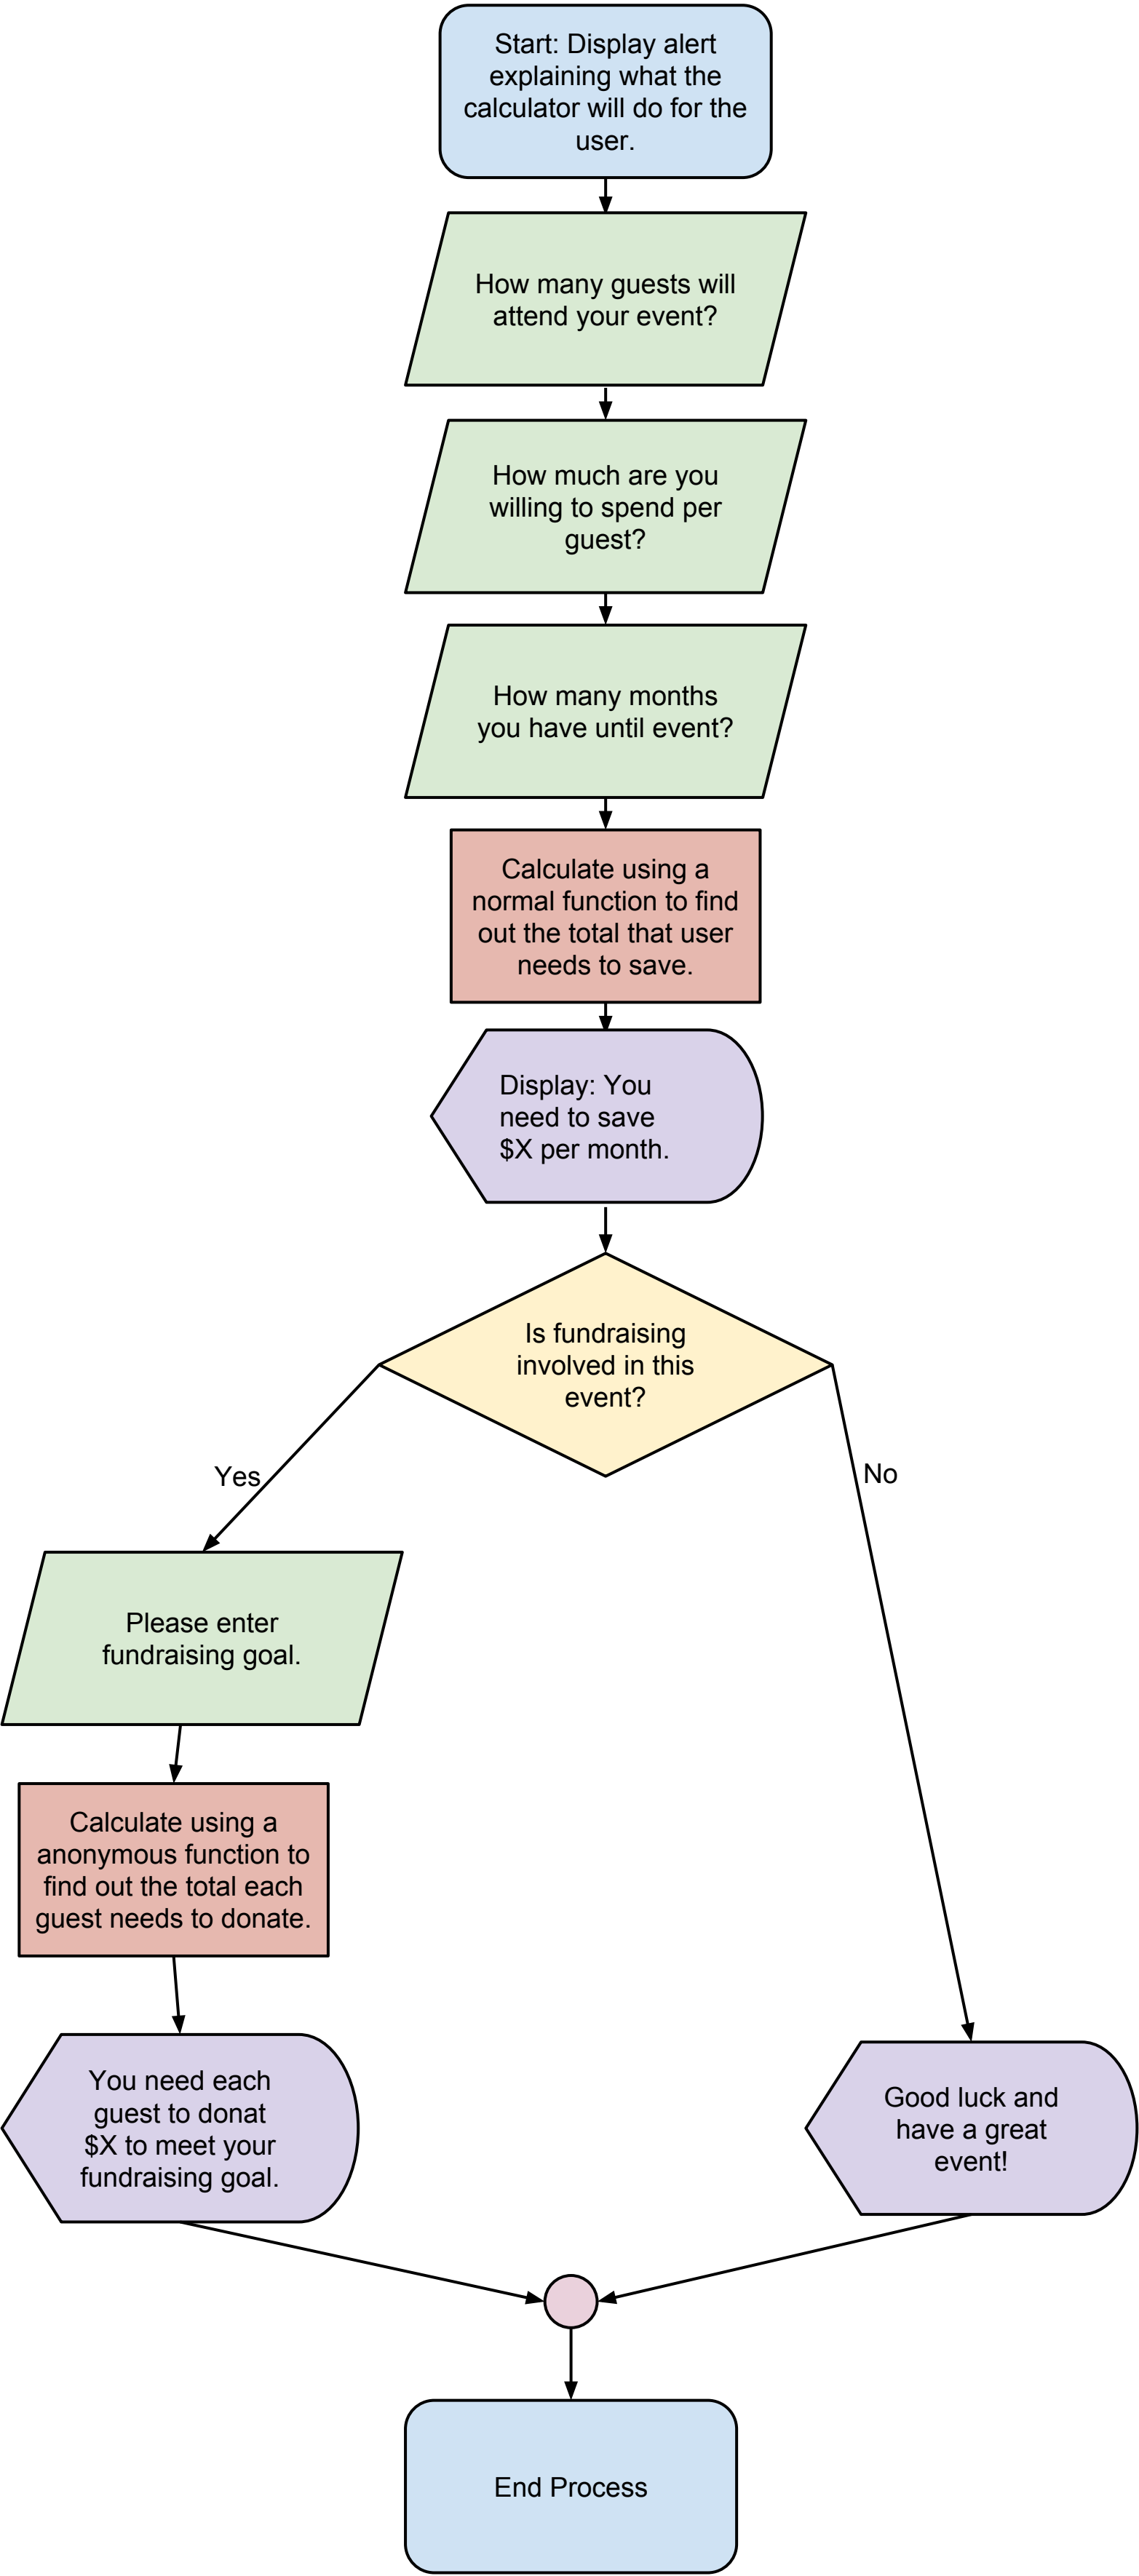 Start: Display alert
explaining what the
calculator will do for the
user.
How many guests will
attend your event?
How much are you
willing to spend per
guest?
How many months
you have until event?
Calculate using a
normal function to find
out the total that user
needs to save.
Display: You
need to save
$X per month.
Is fundraising
involved in this
event?
Yes
No
Please enter
fundraising goal.
Calculate using a
anonymous function to
find out the total each
guest needs to donate.
You need each
guest to donat
$X to meet your
fundraising goal.
Good luck and
have a great
event!
End Process